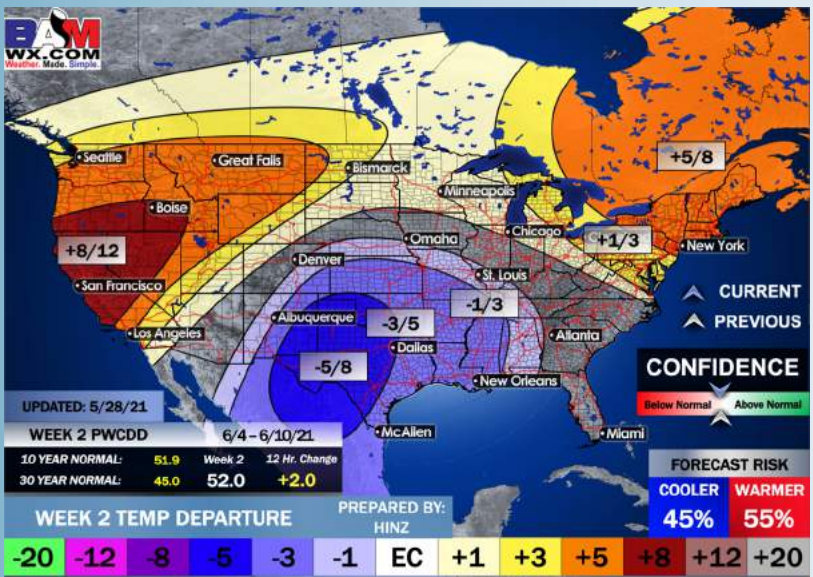 BAM
WX.COM
Weather. Made. Simple.
Seattle
Great Falls
Bismarck
Minneapolis
Boise
+5/8
+8/12
San Francisco
Los Angeles
Omaha
Chicago
+1/3
New York
Denver
St. Louis
-1/3
Albuquerque
-3/5
Dallas
-5/8
Atlanta
New Orleans
McAllen
Miami
CURRENT
PREVIOUS
CONFIDENCE
Below Normal Above Normal
UPDATED: 5/28/21
WEEK 2 PWCDD 6/4 – 6/10/21
10 YEAR NORMAL: 51.9 Week 2 12 Hr. Change
30 YEAR NORMAL: 45.0 52.0 +2.0
FORECAST RISK
COOLER WARMER
45% 55%
WEEK 2 TEMP DEPARTURE
PREPARED BY:
HINZ
-20 -12 -8 -5 -3 -1 EC +1 +3 +5 +8 +12 +20